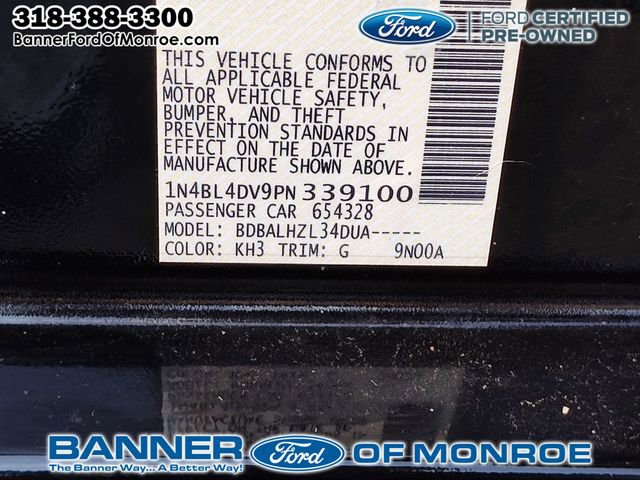 318-388-3300
BannerFordOfMonroe.com
Ford
FORD CERTIFIED
PRE-OWNED
THIS VEHICLE CONFORMS TO
ALL APPLICABLE FEDERAL
MOTOR VEHICLE SAFETY,
BUMPER, AND THEFT
PREVENTION STANDARDS IN
EFFECT ON THE DATE OF
MANUFACTURE SHOWN ABOVE.
1N4BL4DV9PN 339100
PASSENGER CAR 654328
MODEL: BDBALHZL34DUA-----
COLOR: KH3 TRIM: G 9N00A
BANNER Ford OF MONROE
The Banner Way... A Better Way!